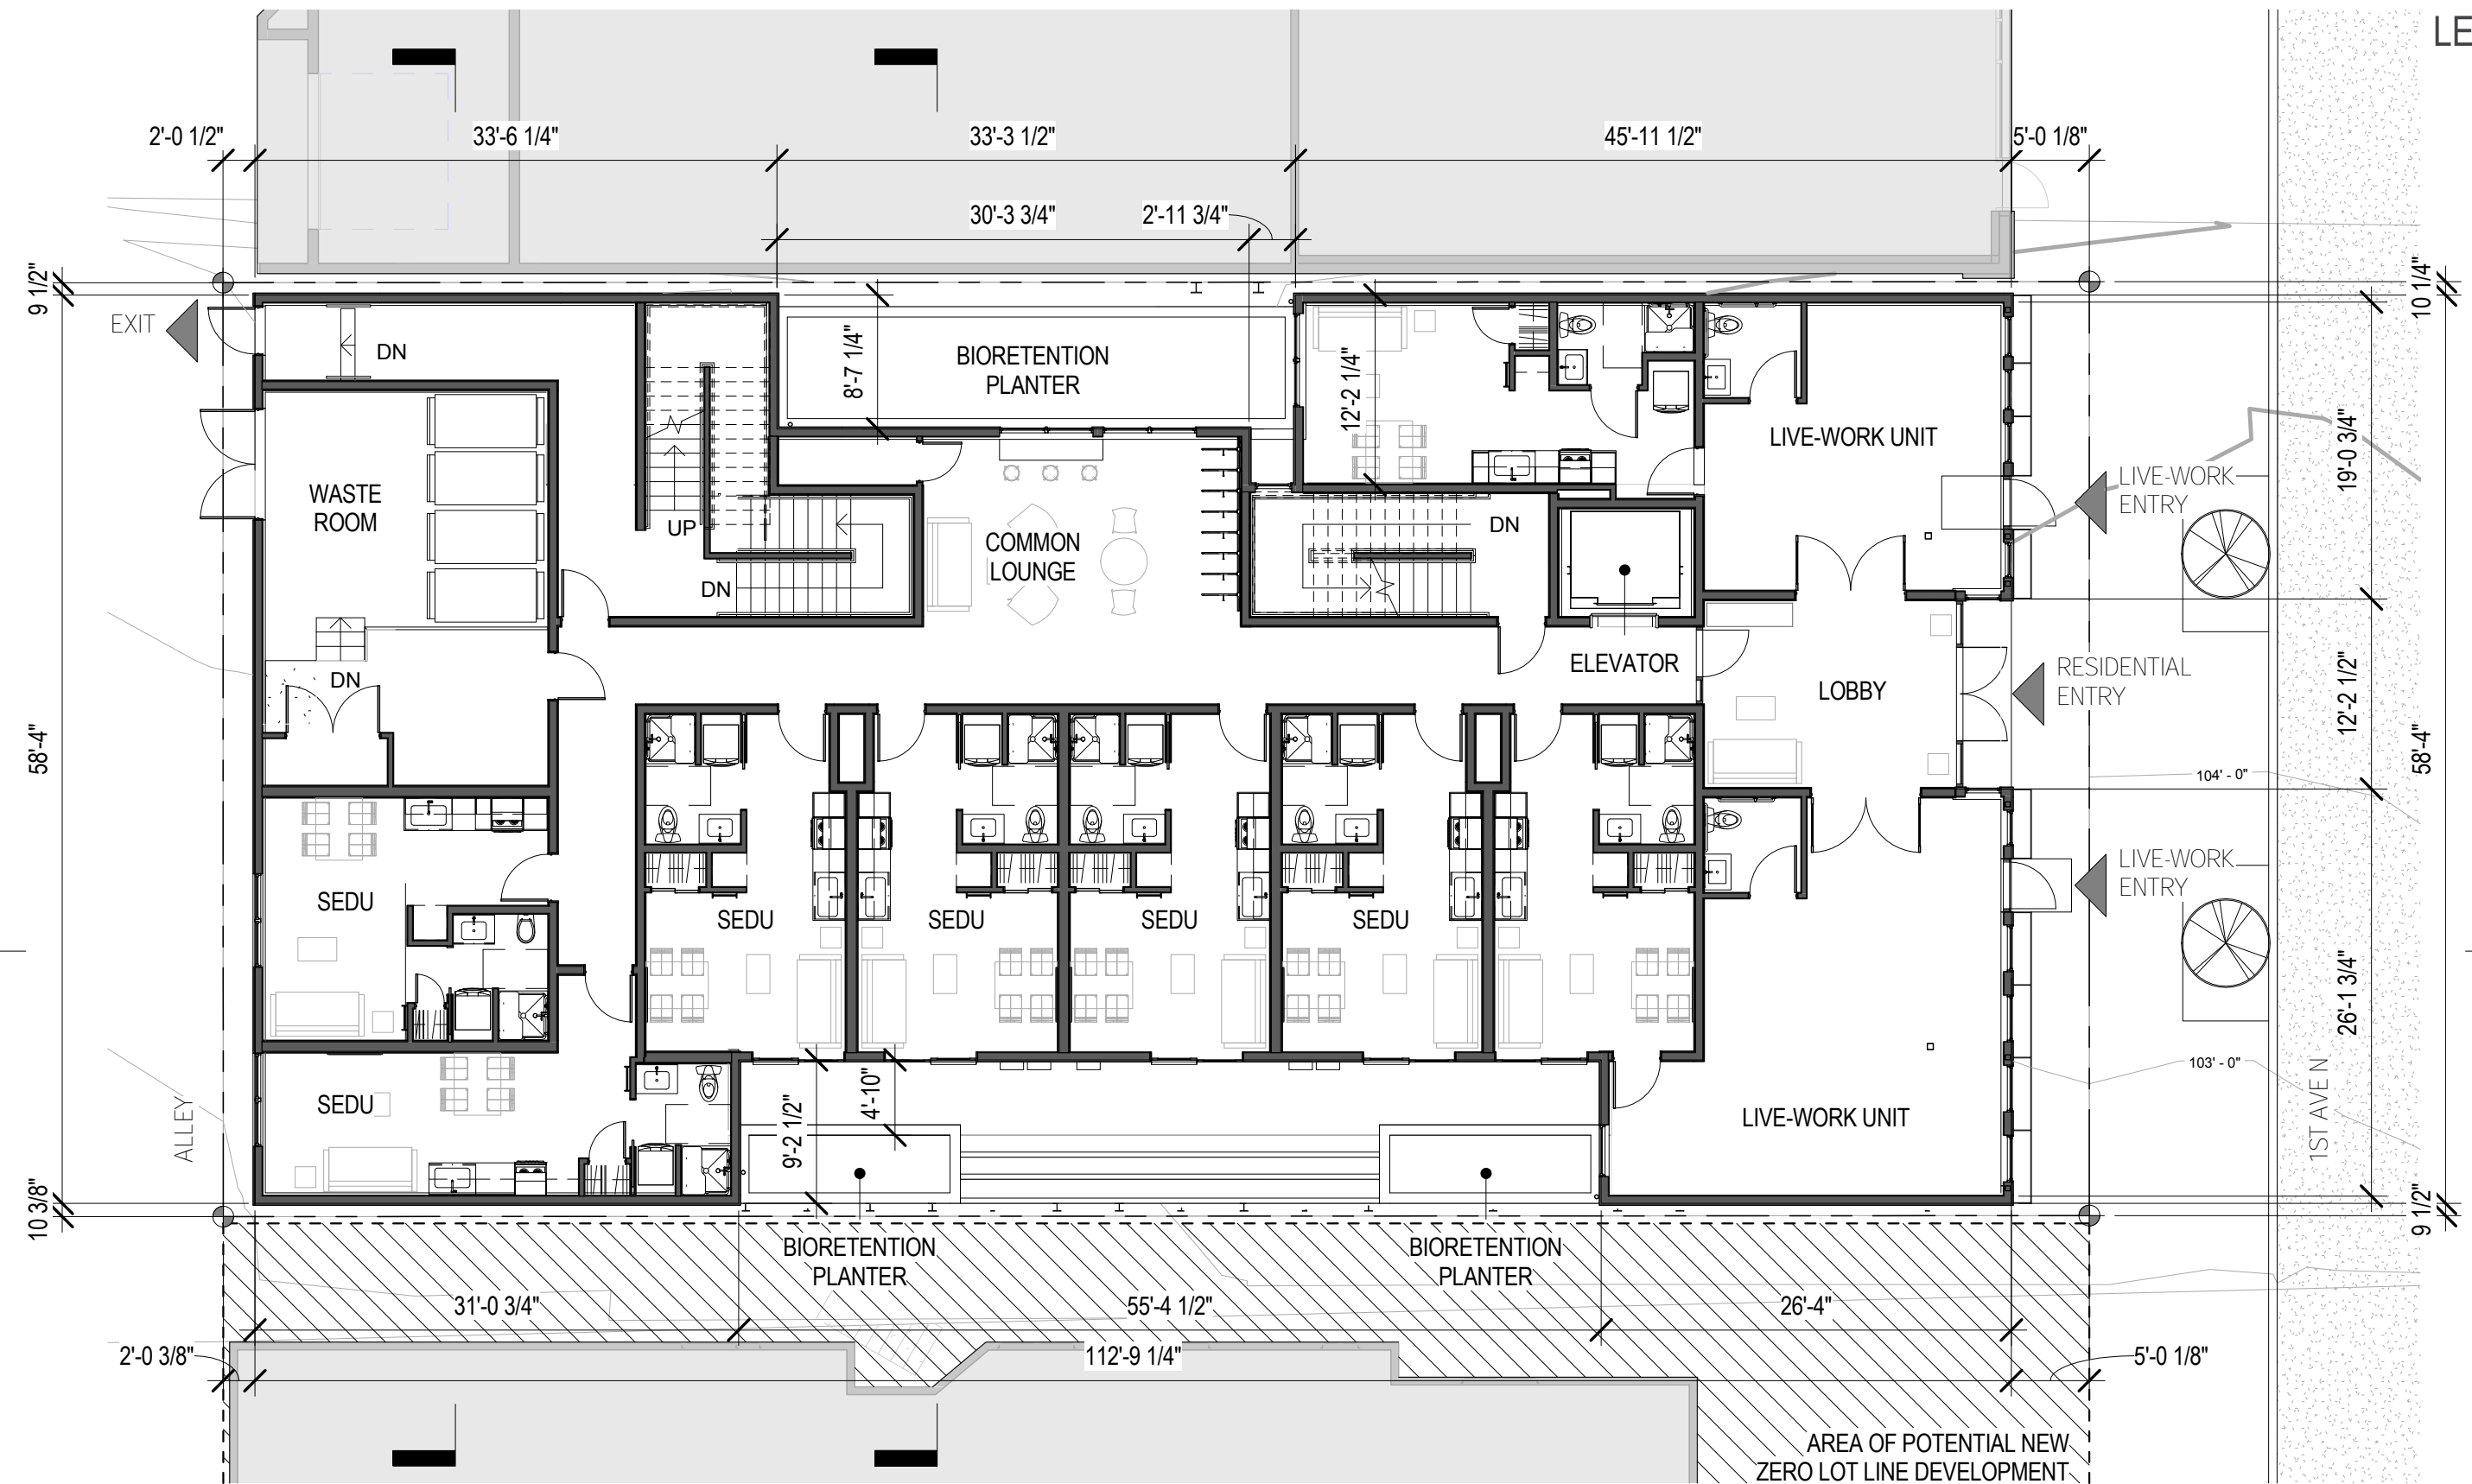 LE
2'-0 1/2"
33'-6 1/4"
33'-3 1/2"
45'-11 1/2"
5'-0 1/8"
30'-3 3/4"
2'-11 3/4"
9 1/2"
10 1/4"
EXIT
DN
8'-7 1/4"
BIORETENTION
PLANTER
12'-2 1/4"
LIVE-WORK UNIT
19'-0 3/4"
LIVE-WORK
ENTRY
WASTE
ROOM
UP
DN
COMMON
LOUNGE
DN
DN
ELEVATOR
LOBBY
RESIDENTIAL
ENTRY
12'-2 1/2"
58'-4"
58'-4"
104' - 0"
LIVE-WORK
ENTRY
SEDU
SEDU
SEDU
SEDU
SEDU
SEDU
26'-1 3/4"
103' - 0"
SEDU
9'-2 1/2"
4'-10"
LIVE-WORK UNIT
ALLEY
1ST AVE N
10 3/8"
9 1/2"
BIORETENTION
PLANTER
BIORETENTION
PLANTER
31'-0 3/4"
55'-4 1/2"
26'-4"
2'-0 3/8"
112'-9 1/4"
5'-0 1/8"
AREA OF POTENTIAL NEW
ZERO LOT LINE DEVELOPMENT